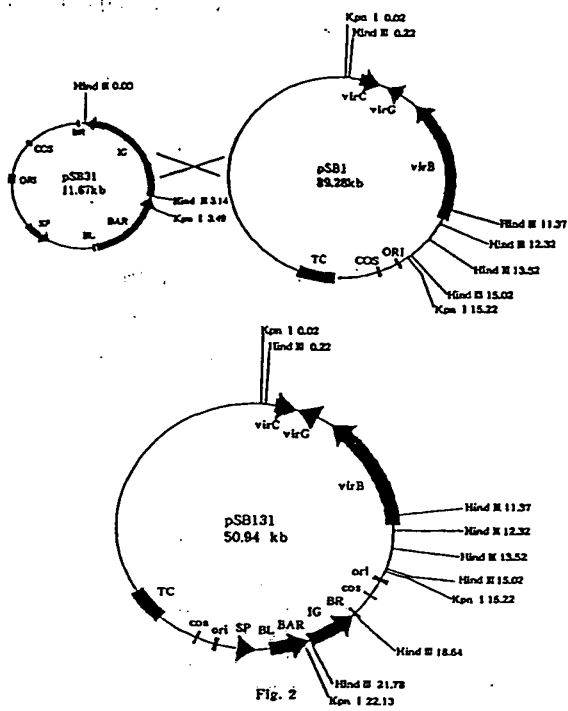 Kpn I 0.02
Hind III 0.22
Hind III 0.00
virC
virG
IG
COS
pSB31
11.67kb
ORI
pSB1
virB
Hind III 3.14
Kpn I 3.49
SP
BL
BAR
Hind III 11.37
Hind III 12.32
Hind III 13.52
TC
COS
ORI
Hind III 15.02
Kpn I 15.22
Kpn I 0.02
Hind III 0.22
virC
virG
virB
pSB131
50.94 kb
Hind III 11.37
Hind III 12.32
Hind III 13.52
ori
Hind III 15.02
Kpn I 15.22
cos
TC
cos
ori
SP
BL
BAR
IG
BR
Hind III 18.64
Hind III 21.78
Kpn I 22.13
Fig. 2